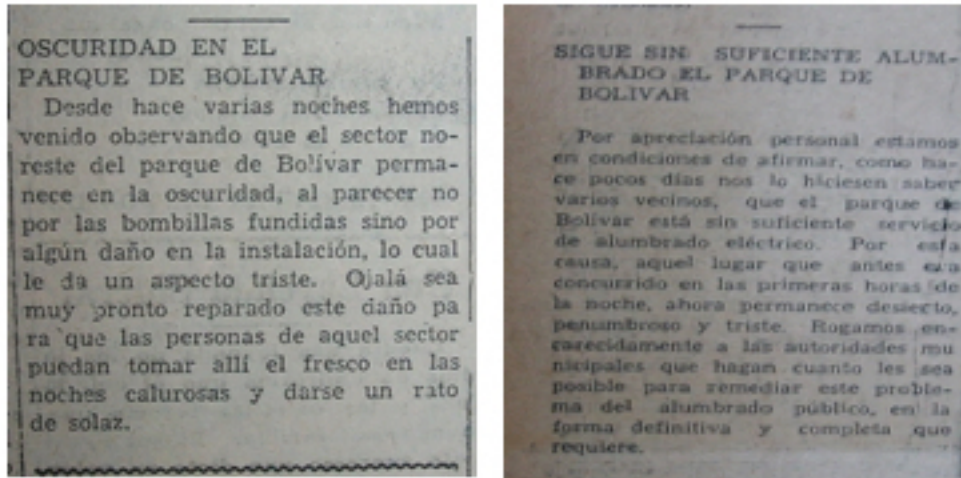 OSCURIDAD EN EL
PARQUE DE BOLIVAR
Desde hace varias noches hemos
venido observando que el sector no-
reste del parque de Bolívar perma-
nece en la oscuridad, al parecer no
por las bombillas fundidas sino por
algún daño en la instalación, lo cual
le da un aspecto triste. Ojalá sea
muy pronto reparado este daño pa
ra que las personas de aquel sector
puedan tomar allí el fresco en las
noches calurosas y darse un rato
de solaz.
SIGUE SIN SUFICIENTE ALUM-
BRADO EL PARQUE DE
BOLIVAR
Por apreciación personal estamos
en condiciones de afirmar, como ha-
ce pocos días nos lo hiciesen saber
varios vecinos, que el parque de
Bolívar está sin suficiente servicio
de alumbrado eléctrico. Por esta
causa, aquel lugar que antes era
concurrido en las primeras horas de
la noche, ahora permanece desierto,
penumbroso y triste. Rogamos en-
carecidamente a las autoridades mu
nicipales que hagan cuanto les sea
posible para remediar este proble-
ma del alumbrado público, en la
forma definitiva y completa que
requiere.